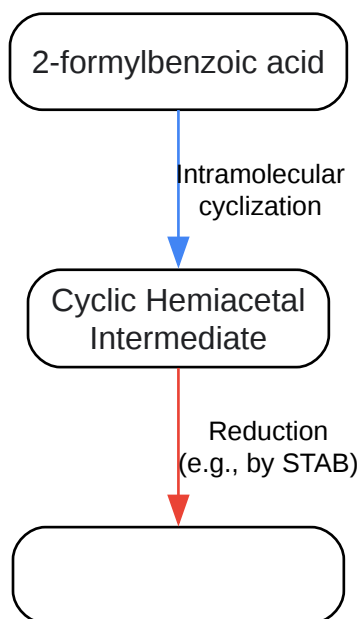 2-formylbenzoic acid
Intramolecular
cyclization
Cyclic Hemiacetal
Intermediate
Reduction
(e.g., by STAB)